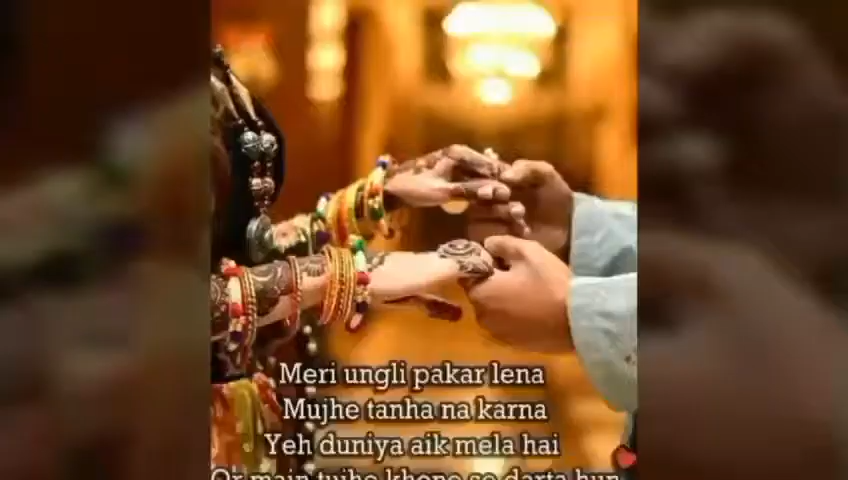 Meri ungli pakar lena
Mujhe tanha na karna
Yeh duniya aik mela hai
Or main tujhe khone se darta hun